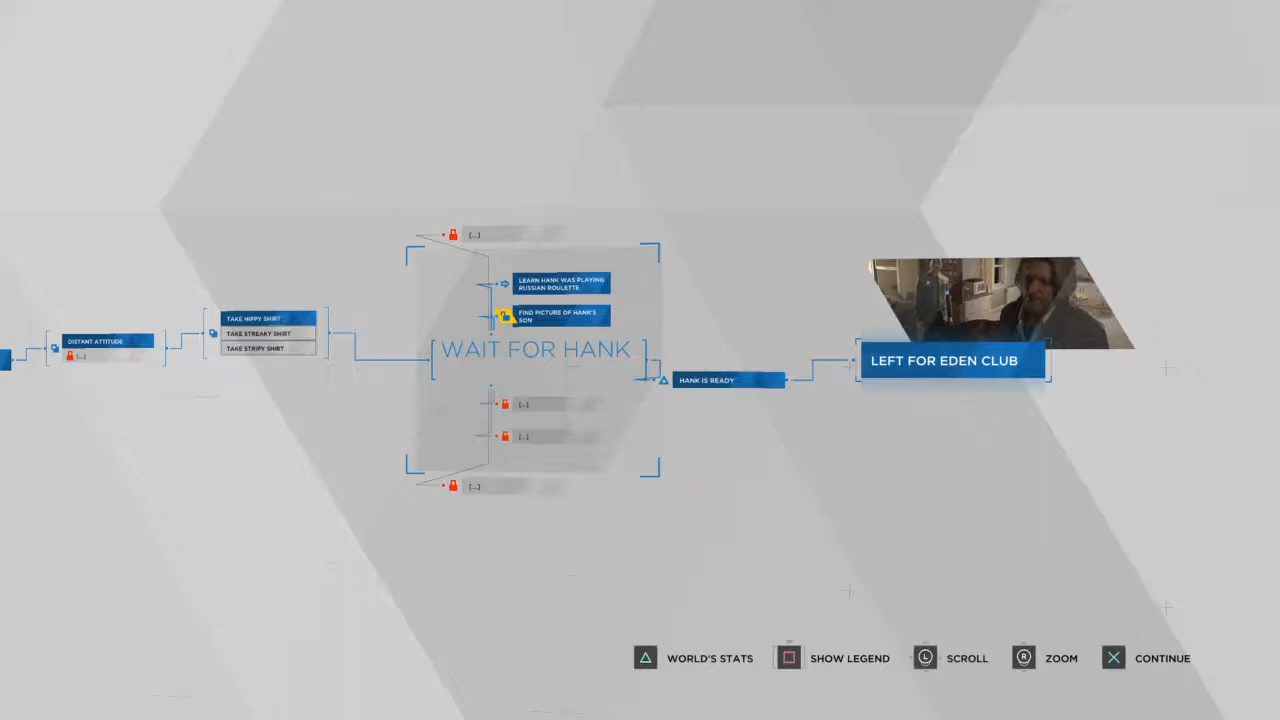 [...]
LEARN HANK WAS PLAYING
RUSSIAN ROULETTE
FIND PICTURE OF HANK'S
SON
TAKE HIPPY SHIRT
TAKE STREAKY SHIRT
TAKE STRIPY SHIRT
DISTANT ATTITUDE
[...]
WAIT FOR HANK
HANK IS READY
LEFT FOR EDEN CLUB
[...]
[...]
[...]
WORLD'S STATS
SHOW LEGEND
L
SCROLL
R
ZOOM
CONTINUE